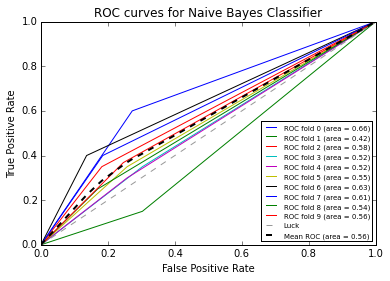 ROC curves for Naive Bayes Classifier
1.0
0.8
0.6
0.4
0.2
0.0
True Positive Rate
ROC fold 0 (area = 0.66)
ROC fold 1 (area = 0.42)
ROC fold 2 (area = 0.58)
ROC fold 3 (area = 0.52)
ROC fold 4 (area = 0.52)
ROC fold 5 (area = 0.55)
ROC fold 6 (area = 0.63)
ROC fold 7 (area = 0.61)
ROC fold 8 (area = 0.54)
ROC fold 9 (area = 0.56)
Luck
Mean ROC (area = 0.56)
0.0 0.2 0.4 0.6 0.8 1.0
False Positive Rate